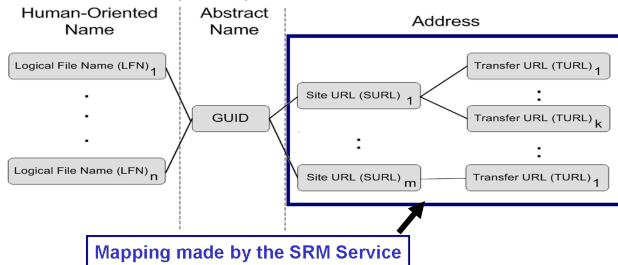 Human-Oriented
Name
Abstract
Name
Address
Logical File Name (LFN) 1
Logical File Name (LFN) n
GUID
Site URL (SURL) 1
Site URL (SURL) m
Transfer URL (TURL) 1
Transfer URL (TURL) k
Transfer URL (TURL) 1
Mapping made by the SRM Service